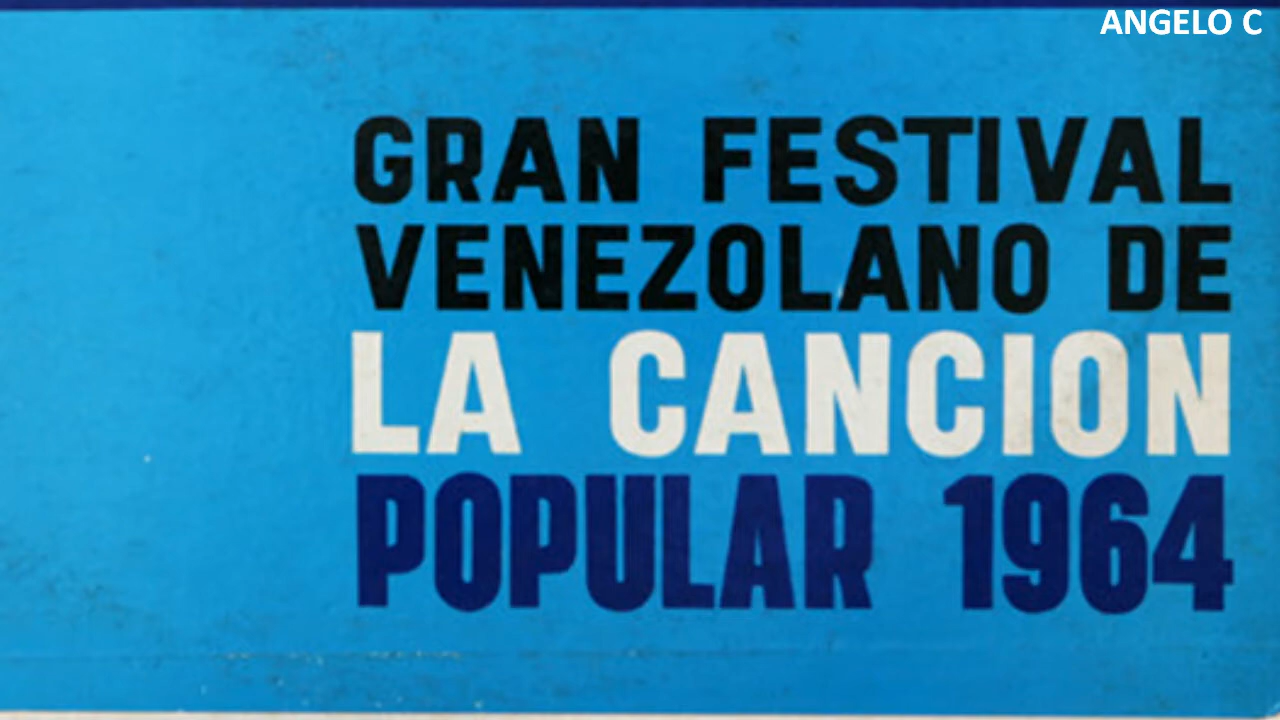 ANGELO C
GRAN FESTIVAL
VENEZOLANO DE
LA CANCION
POPULAR 1964